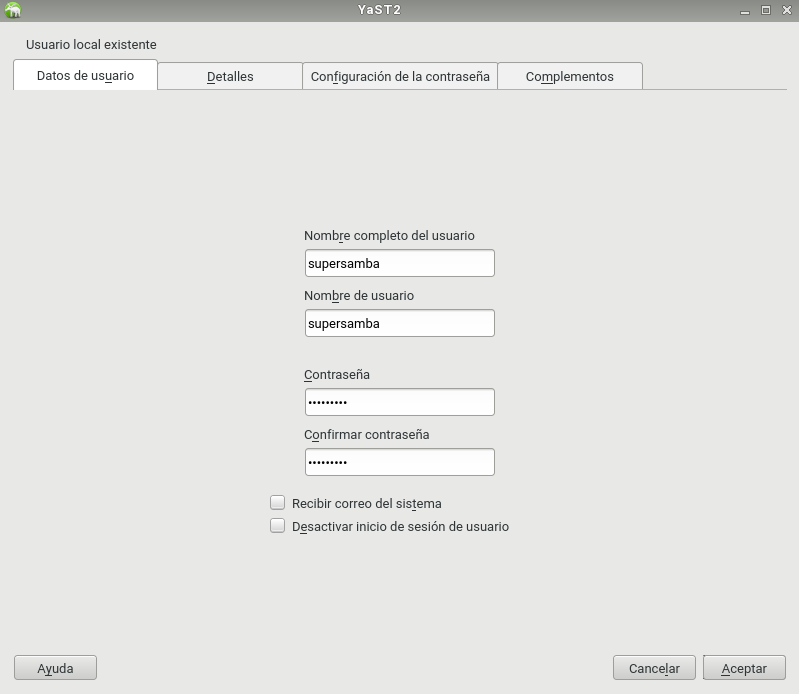 YaST2
Usuario local existente
Datos de usuario
Detalles
Configuración de la contraseña
Complementos
Nombre completo del usuario
supersamba
Nombre de usuario
supersamba
Contraseña
•••••••••
Confirmar contraseña
•••••••••
Recibir correo del sistema
Desactivar inicio de sesión de usuario
Ayuda
Cancelar
Aceptar